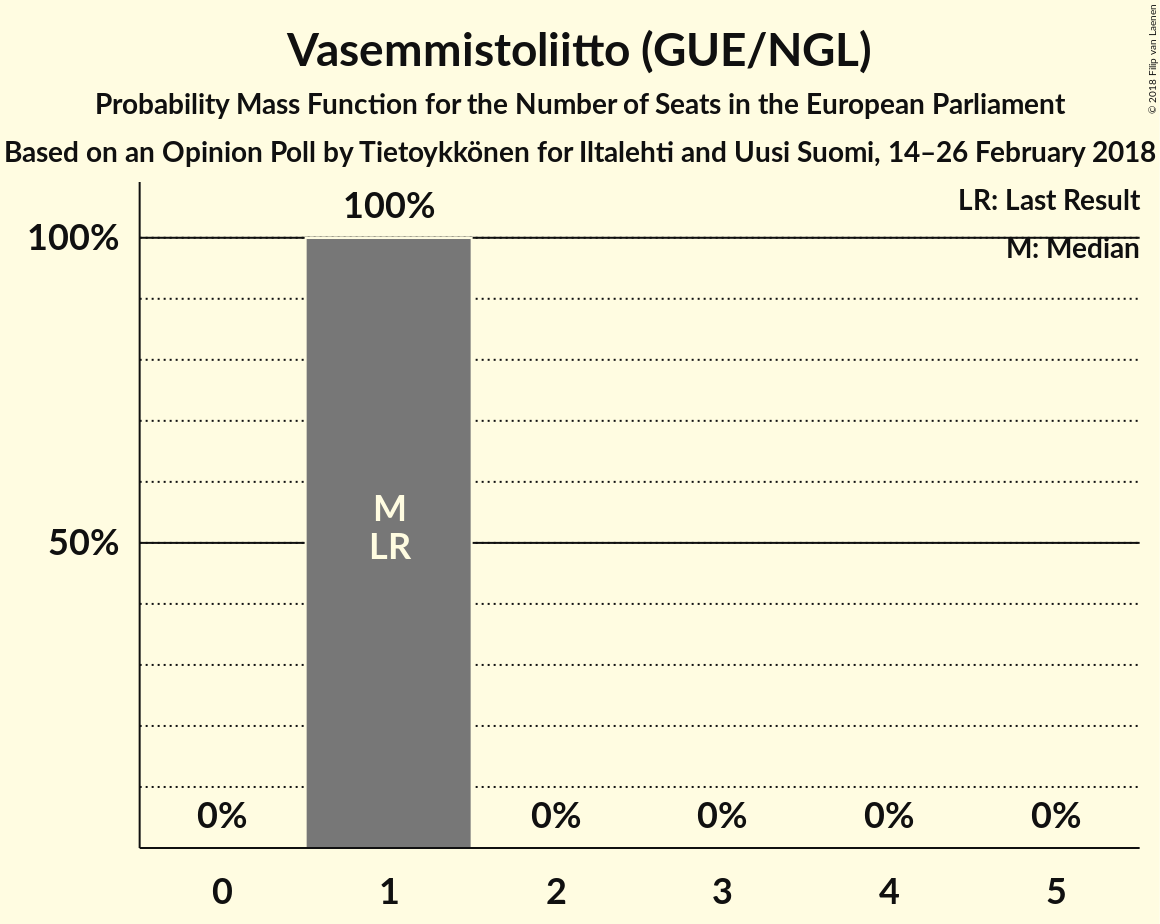 Vasemmistoliitto (GUE/NGL)
Probability Mass Function for the Number of Seats in the European Parliament
Based on an Opinion Poll by Tietoykkönen for Iltalehti and Uusi Suomi, 14–26 February 2018
© 2018 Filip van Laenen
LR: Last Result
M: Median
100%
100%
50%
M
LR
0%
0%
0%
0%
0%
0 1 2 3 4 5